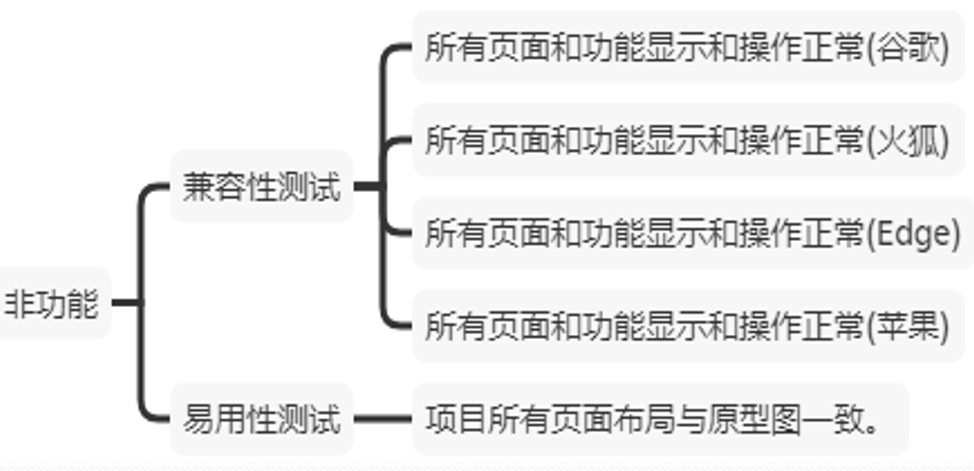 所有页面和功能显示和操作正常(谷歌)
所有页面和功能显示和操作正常(火狐)
兼容性测试
所有页面和功能显示和操作正常(Edge)
非功能
所有页面和功能显示和操作正常(苹果)
易用性测试
项目所有页面布局与原型图一致。